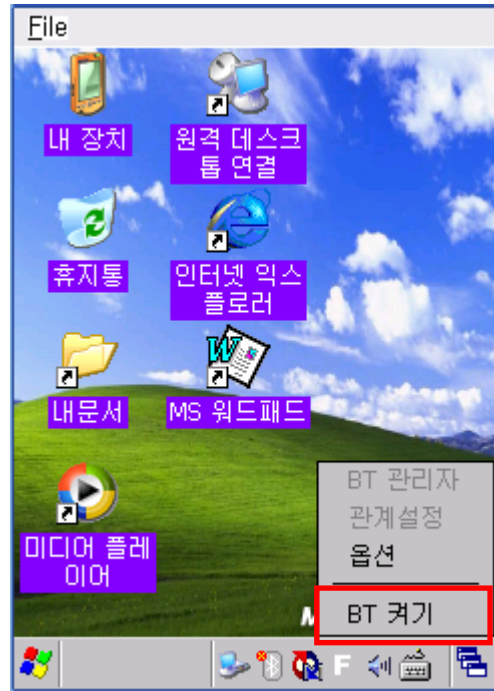 File
내 장치
원격 데스크
톱 연결
휴지통
인터넷 익스
플로러
내문서
MS 워드패드
미디어 플레
이어
BT 관리자
관계설정
옵션
BT 켜기
F